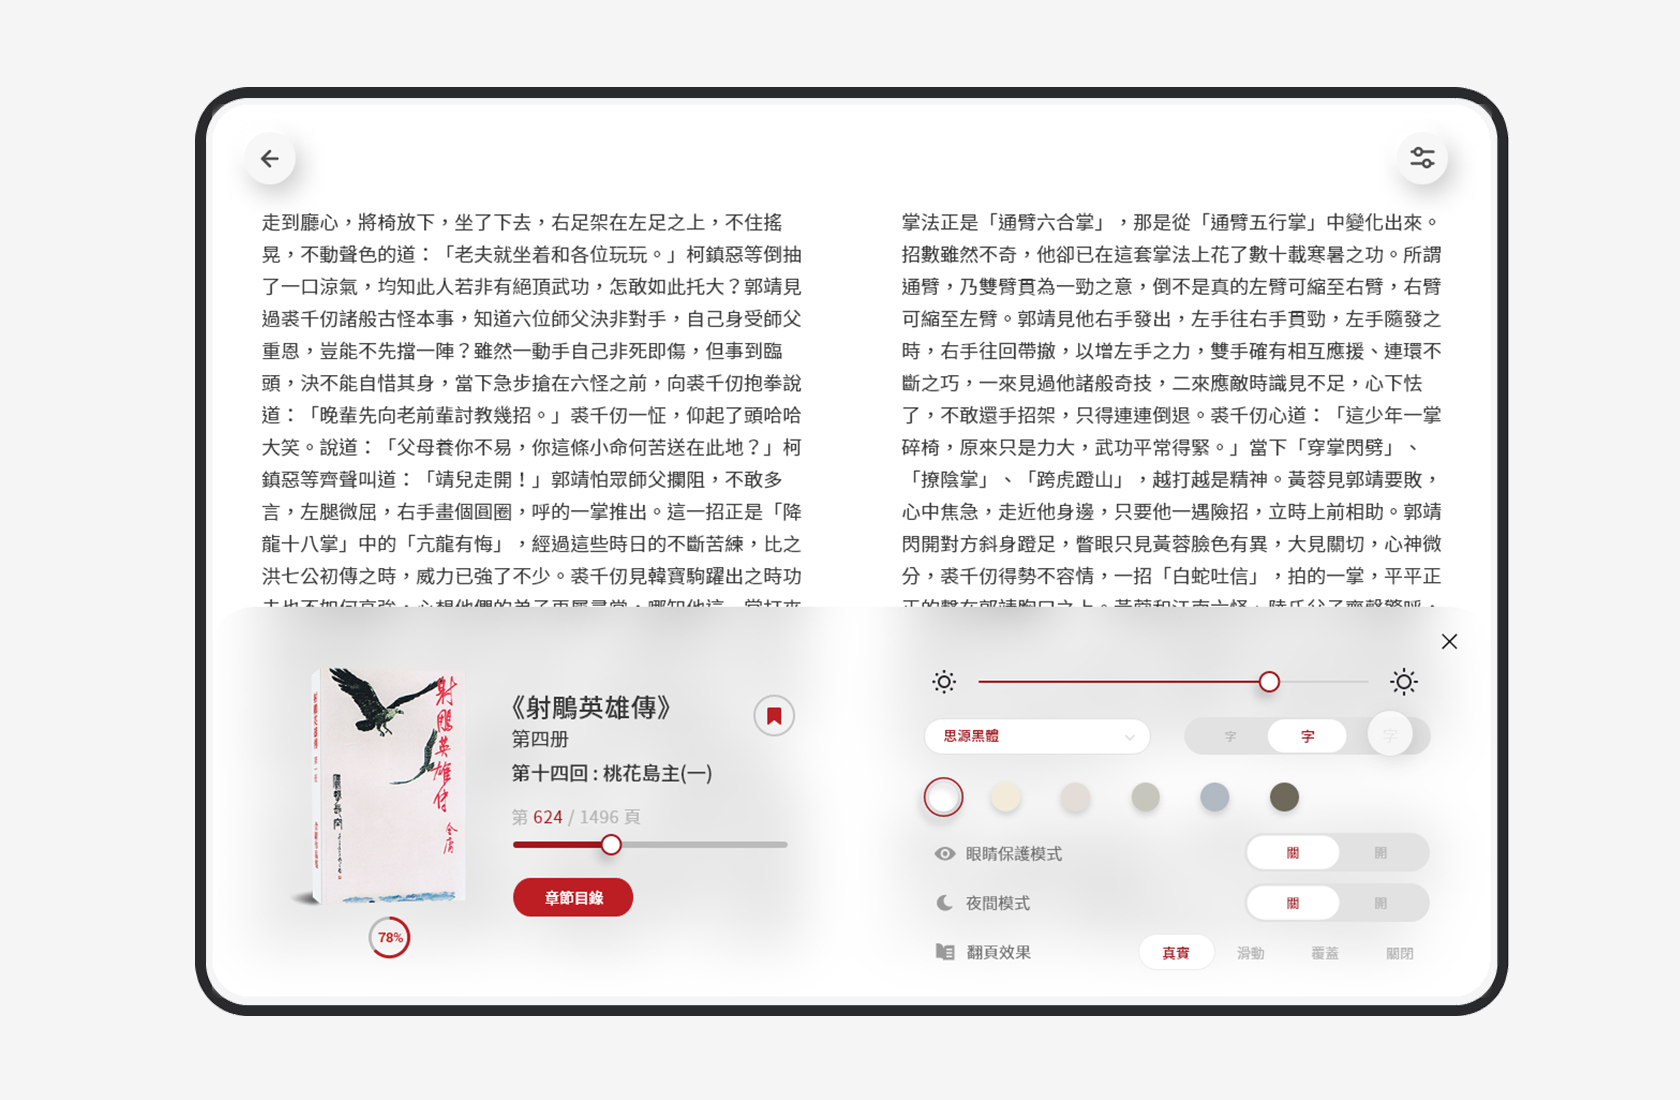 走到廳心，將椅放下，坐了下去，右足架在左足之上，不住搖
晃，不動聲色的道：「老夫就坐着和各位玩玩。」柯鎮惡等倒抽
了一口涼氣，均知此人若非有絕頂武功，怎敢如此托大？郭靖見
過裘千仞諸般古怪本事，知道六位師父決非對手，自己身受師父
重恩，豈能不先擋一陣？雖然一動手自己非死即傷，但事到臨
頭，決不能自惜其身，當下急步搶在六怪之前，向裘千仞抱拳說
道：「晚輩先向老前輩討教幾招。」裘千仞一怔，仰起了頭哈哈
大笑。說道：「父母養你不易，你這條小命何苦送在此地？」柯
鎮惡等齊聲叫道：「靖兒走開！」郭靖怕眾師父攔阻，不敢多
言，左腿微屈，右手畫個圓圈，呼的一掌推出。這一招正是「降
龍十八掌」中的「亢龍有悔」，經過這些時日的不斷苦練，比之
洪七公初傳之時，威力已強了不少。裘千仞見韓寶駒躍出之時功
掌法正是「通臂六合掌」，那是從「通臂五行掌」中變化出來。
招數雖然不奇，他卻已在這套掌法上花了數十載寒暑之功。所謂
通臂，乃雙臂貫為一勁之意，倒不是真的左臂可縮至右臂，右臂
可縮至左臂。郭靖見他右手發出，左手往右手貫勁，左手隨發之
時，右手往回帶撤，以增左手之力，雙手確有相互應援、連環不
斷之巧，一來見過他諸般奇技，二來應敵時識見不足，心下怯
了，不敢還手招架，只得連連倒退。裘千仞心道：「這少年一掌
碎椅，原來只是力大，武功平常得緊。」當下「穿掌閃劈」、
「撩陰掌」、「跨虎蹬山」，越打越是精神。黃蓉見郭靖要敗，
心中焦急，走近他身邊，只要他一遇險招，立時上前相助。郭靖
閃開對方斜身蹬足，瞥眼只見黃蓉臉色有異，大見關切，心神微
分，裘千仞得勢不容情，一招「白蛇吐信」，拍的一掌，平平正
射鵰英雄傳
金庸
《射鵰英雄傳》
第四册
第十四回 : 桃花島主(一)
第 624 / 1496 頁
章節目錄
78%
思源黑體
字 字 字
眼睛保護模式 關 開
夜間模式 關 開
翻頁效果 真實 滑動 覆蓋 關閉